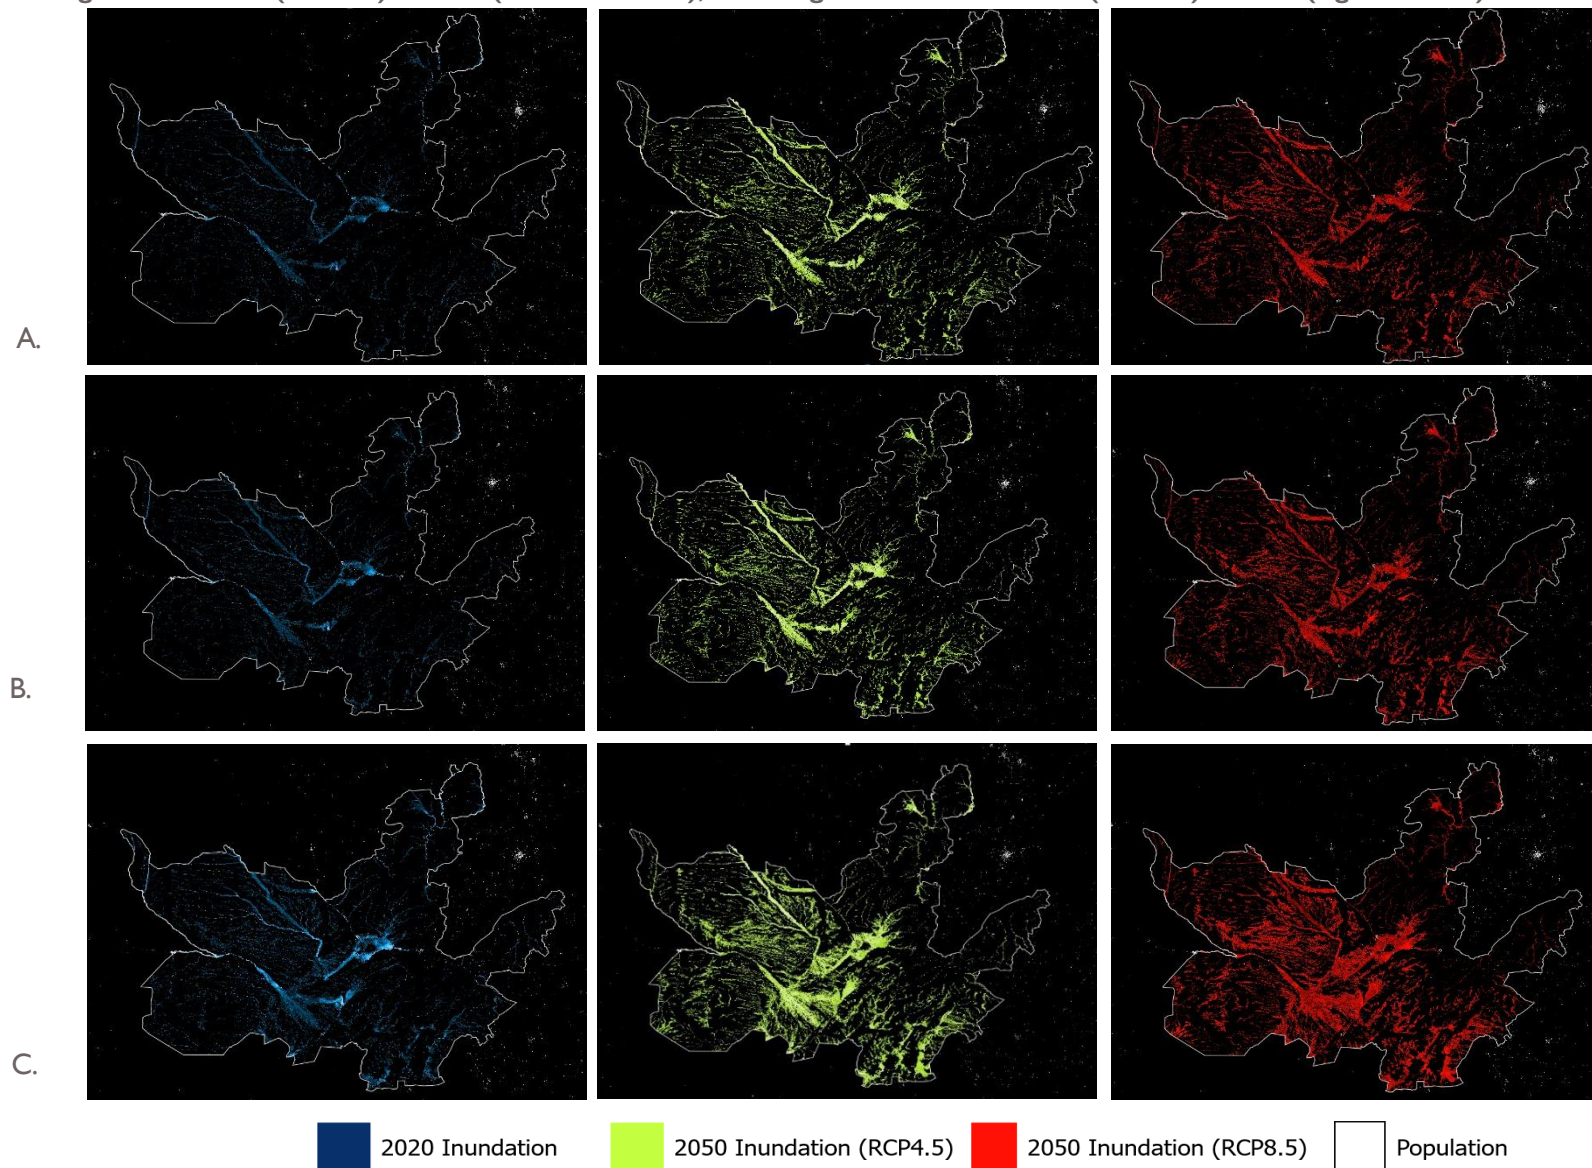 A.
B.
C.
2020 Inundation
2050 Inundation (RCP4.5)
2050 Inundation (RCP8.5)
Population